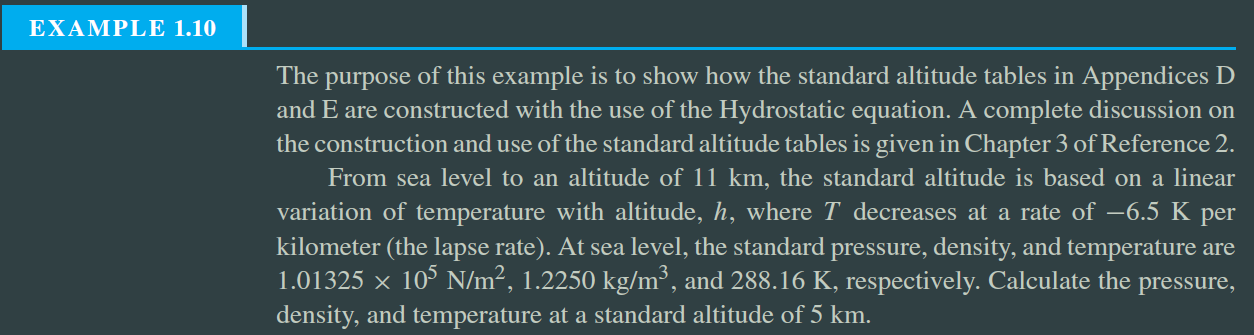 EXAMPLE 1.10
The purpose of this example is to show how the standard altitude tables in Appendices D
and E are constructed with the use of the Hydrostatic equation. A complete discussion on
the construction and use of the standard altitude tables is given in Chapter 3 of Reference 2.
From sea level to an altitude of 11 km, the standard altitude is based on a linear
variation of temperature with altitude, h, where T decreases at a rate of −6.5 K per
kilometer (the lapse rate). At sea level, the standard pressure, density, and temperature are
1.01325 × 10⁵ N/m², 1.2250 kg/m³, and 288.16 K, respectively. Calculate the pressure,
density, and temperature at a standard altitude of 5 km.